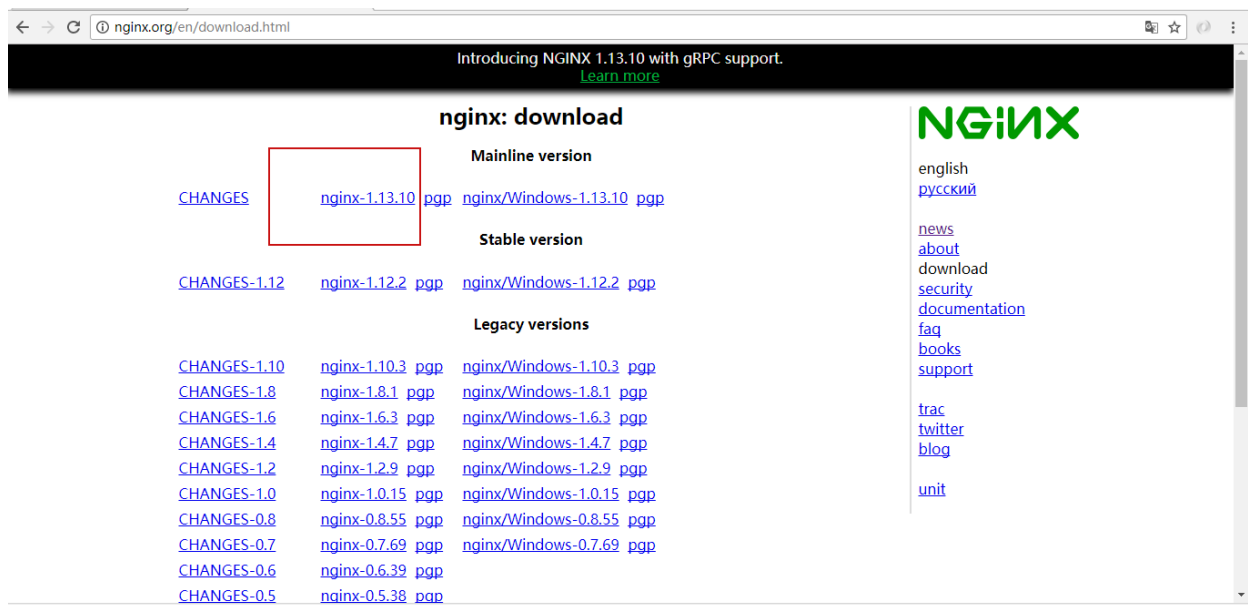 nginx.org/en/download.html
Introducing NGINX 1.13.10 with gRPC support.
Learn more
nginx: download
Mainline version
CHANGES nginx-1.13.10 pgp nginx/Windows-1.13.10 pgp
Stable version
CHANGES-1.12 nginx-1.12.2 pgp nginx/Windows-1.12.2 pgp
Legacy versions
CHANGES-1.10 nginx-1.10.3 pgp nginx/Windows-1.10.3 pgp
CHANGES-1.8 nginx-1.8.1 pgp nginx/Windows-1.8.1 pgp
CHANGES-1.6 nginx-1.6.3 pgp nginx/Windows-1.6.3 pgp
CHANGES-1.4 nginx-1.4.7 pgp nginx/Windows-1.4.7 pgp
CHANGES-1.2 nginx-1.2.9 pgp nginx/Windows-1.2.9 pgp
CHANGES-1.0 nginx-1.0.15 pgp nginx/Windows-1.0.15 pgp
CHANGES-0.8 nginx-0.8.55 pgp nginx/Windows-0.8.55 pgp
CHANGES-0.7 nginx-0.7.69 pgp nginx/Windows-0.7.69 pgp
CHANGES-0.6 nginx-0.6.39 pgp
CHANGES-0.5 nginx-0.5.38 pgp
NGINX
english
русский
news
about
download
security
documentation
faq
books
support
trac
twitter
blog
unit